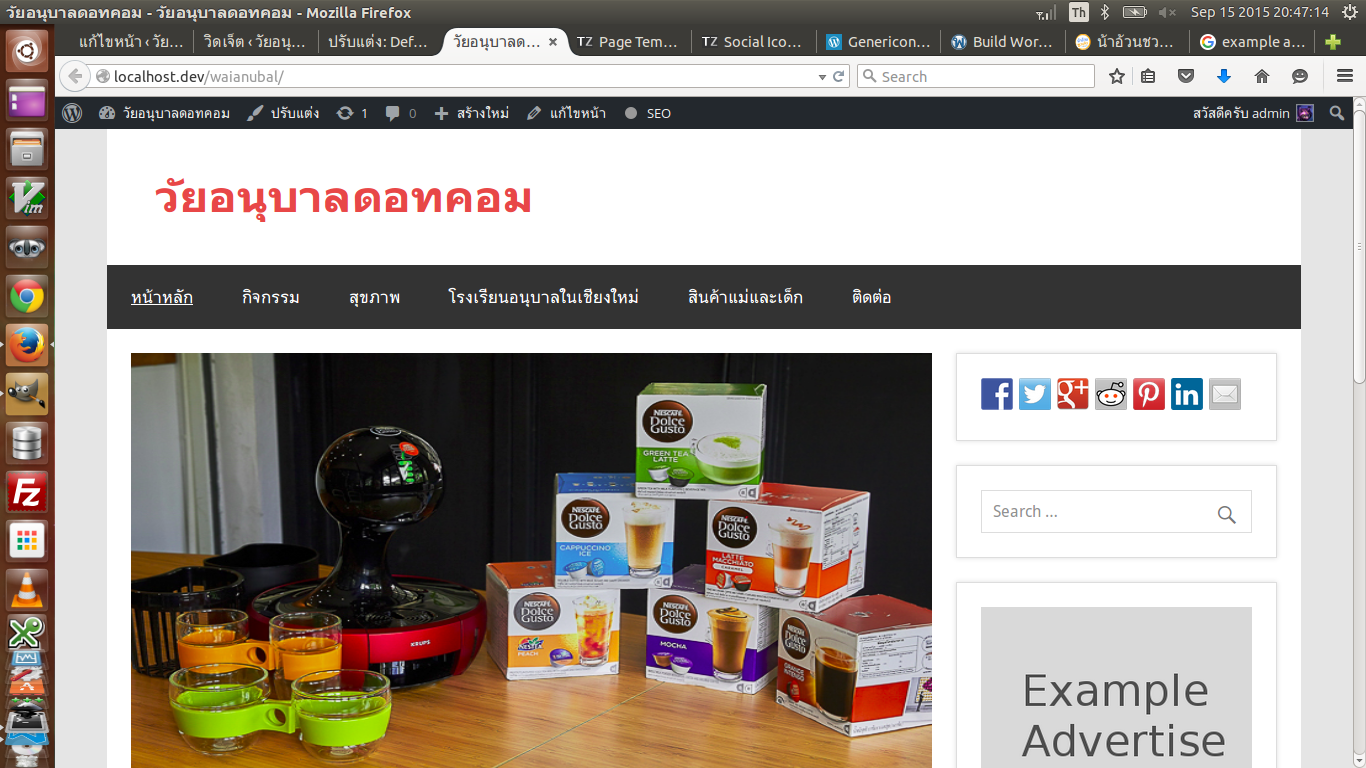 วัยอนุบาลดอทคอม - วัยอนุบาลดอทคอม - Mozilla Firefox
Th
Sep 15 2015 20:47:14
แก้ไขหน้า ‹ วัย...
วิดเจ็ต ‹ วัยอนุ...
ปรับแต่ง: Def...
วัยอนุบาลด...
TZ Page Tem...
TZ Social Ico...
Genericon...
Build Wor...
น้าอ้วนชว...
example a...
localhost.dev/waianubal/
Search
วัยอนุบาลดอทคอม
ปรับแต่ง
1
0
สร้างใหม่
แก้ไขหน้า
SEO
สวัสดีครับ admin
วัยอนุบาลดอทคอม
หน้าหลัก
กิจกรรม
สุขภาพ
โรงเรียนอนุบาลในเชียงใหม่
สินค้าแม่และเด็ก
ติดต่อ
NESCAFÉ
Dolce
Gusto
GREEN TEA
LATTE
NESCAFÉ
Dolce
Gusto
CAPPUCCINO
ICE
NESCAFÉ
Dolce
Gusto
LATTE
MACCHIATO
CARAMEL
NESCAFÉ
Dolce
Gusto
NESTEA
PEACH
NESCAFÉ
Dolce
Gusto
MOCHA
NESCAFÉ
Dolce
Gusto
GRANDE
INTENSO
KRUPS
Search ...
Example
Advertise